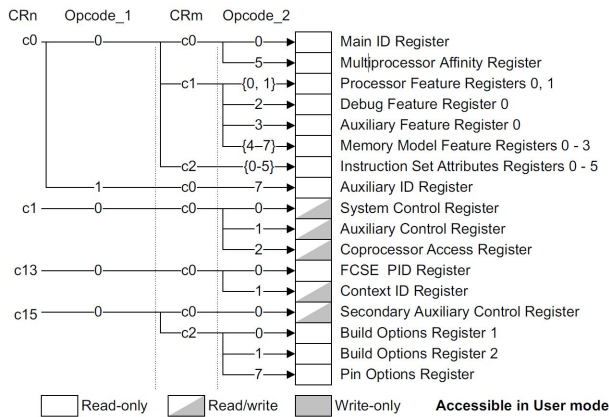 CRn Opcode_1 CRm Opcode_2
c0 0 c0 0 Main ID Register
5 Multiprocessor Affinity Register
c1 {0, 1} Processor Feature Registers 0, 1
2 Debug Feature Register 0
3 Auxiliary Feature Register 0
{4–7} Memory Model Feature Registers 0 - 3
c2 {0-5} Instruction Set Attributes Registers 0 - 5
1 c0 7 Auxiliary ID Register
c1 0 c0 0 System Control Register
1 Auxiliary Control Register
2 Coprocessor Access Register
c13 0 c0 0 FCSE PID Register
1 Context ID Register
c15 0 c0 0 Secondary Auxiliary Control Register
c2 0 Build Options Register 1
1 Build Options Register 2
7 Pin Options Register
Read-only Read/write Write-only Accessible in User mode